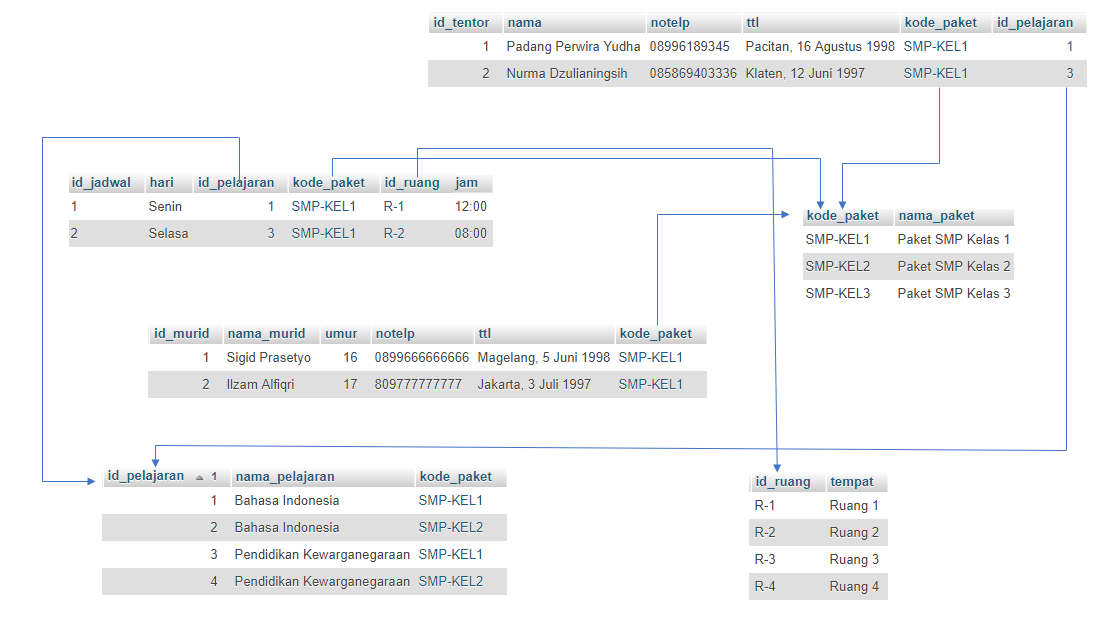 id_tentor nama notelp ttl kode_paket id_pelajaran
1 Padang Perwira Yudha 08996189345 Pacitan, 16 Agustus 1998 SMP-KEL1 1
2 Nurma Dzulianingsih 085869403336 Klaten, 12 Juni 1997 SMP-KEL1 3
id_jadwal hari id_pelajaran kode_paket id_ruang jam
1 Senin 1 SMP-KEL1 R-1 12:00
2 Selasa 3 SMP-KEL1 R-2 08:00
kode_paket nama_paket
SMP-KEL1 Paket SMP Kelas 1
SMP-KEL2 Paket SMP Kelas 2
SMP-KEL3 Paket SMP Kelas 3
id_murid nama_murid umur notelp ttl kode_paket
1 Sigid Prasetyo 16 0899666666666 Magelang, 5 Juni 1998 SMP-KEL1
2 Ilzam Alfiqri 17 809777777777 Jakarta, 3 Juli 1997 SMP-KEL1
id_pelajaran 1 nama_pelajaran kode_paket
1 Bahasa Indonesia SMP-KEL1
2 Bahasa Indonesia SMP-KEL2
3 Pendidikan Kewarganegaraan SMP-KEL1
4 Pendidikan Kewarganegaraan SMP-KEL2
id_ruang tempat
R-1 Ruang 1
R-2 Ruang 2
R-3 Ruang 3
R-4 Ruang 4